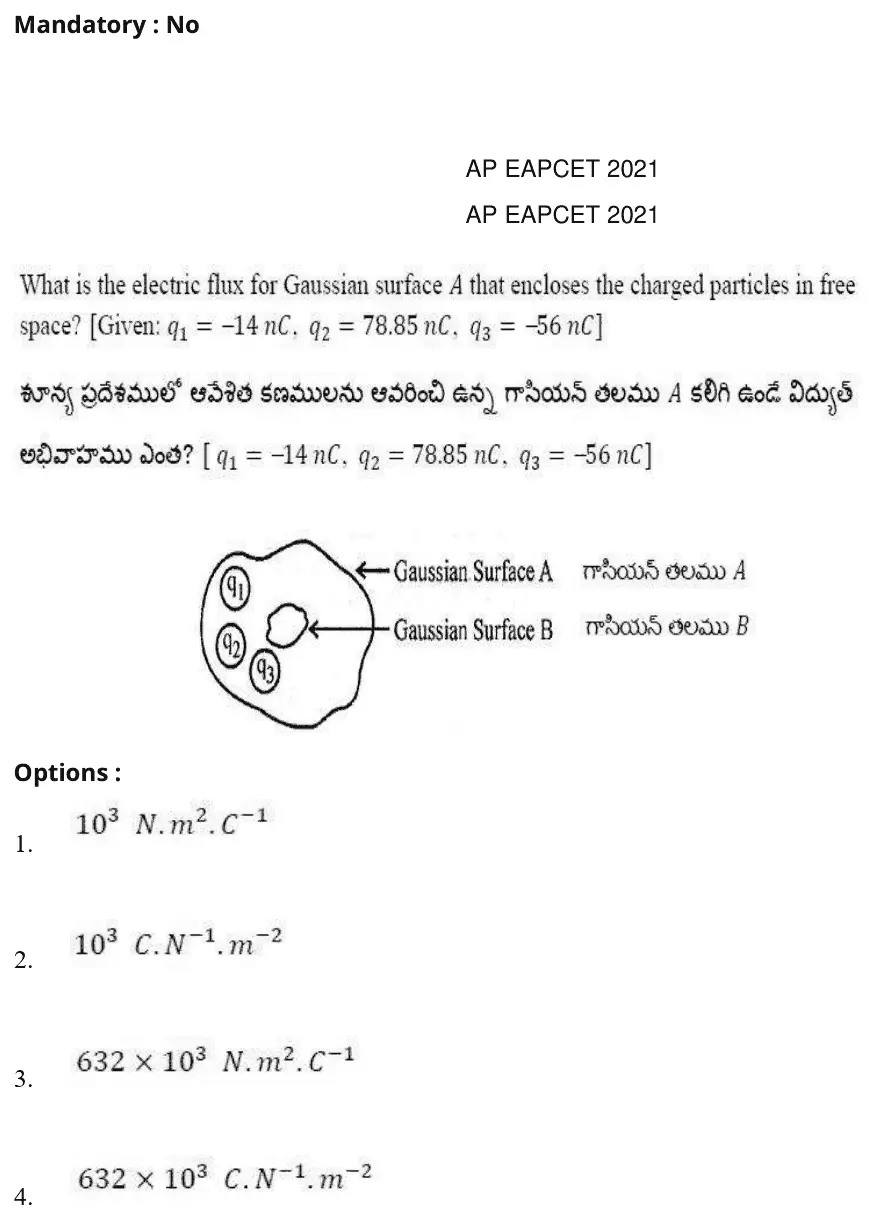 Mandatory : No
AP EAPCET 2021
AP EAPCET 2021
What is the electric flux for Gaussian surface A that encloses the charged particles in free
space? [Given: q₁ = –14 nC, q₂ = 78.85 nC, q₃ = –56 nC]
శూన్య ప్రదేశములో ఆవేశిత కణములను ఆవరించి ఉన్న గాసియన్ తలము A కలిగి ఉండే విద్యుత్
అభివాహము ఎంత? [ q₁ = –14 nC, q₂ = 78.85 nC, q₃ = –56 nC]
q₁ Gaussian Surface A గాసియన్ తలము A
q₂ Gaussian Surface B గాసియన్ తలము B
q₃
Options :
1. 10³ N.m².C⁻¹
2. 10³ C.N⁻¹.m⁻²
3. 632 × 10³ N.m².C⁻¹
4. 632 × 10³ C.N⁻¹.m⁻²